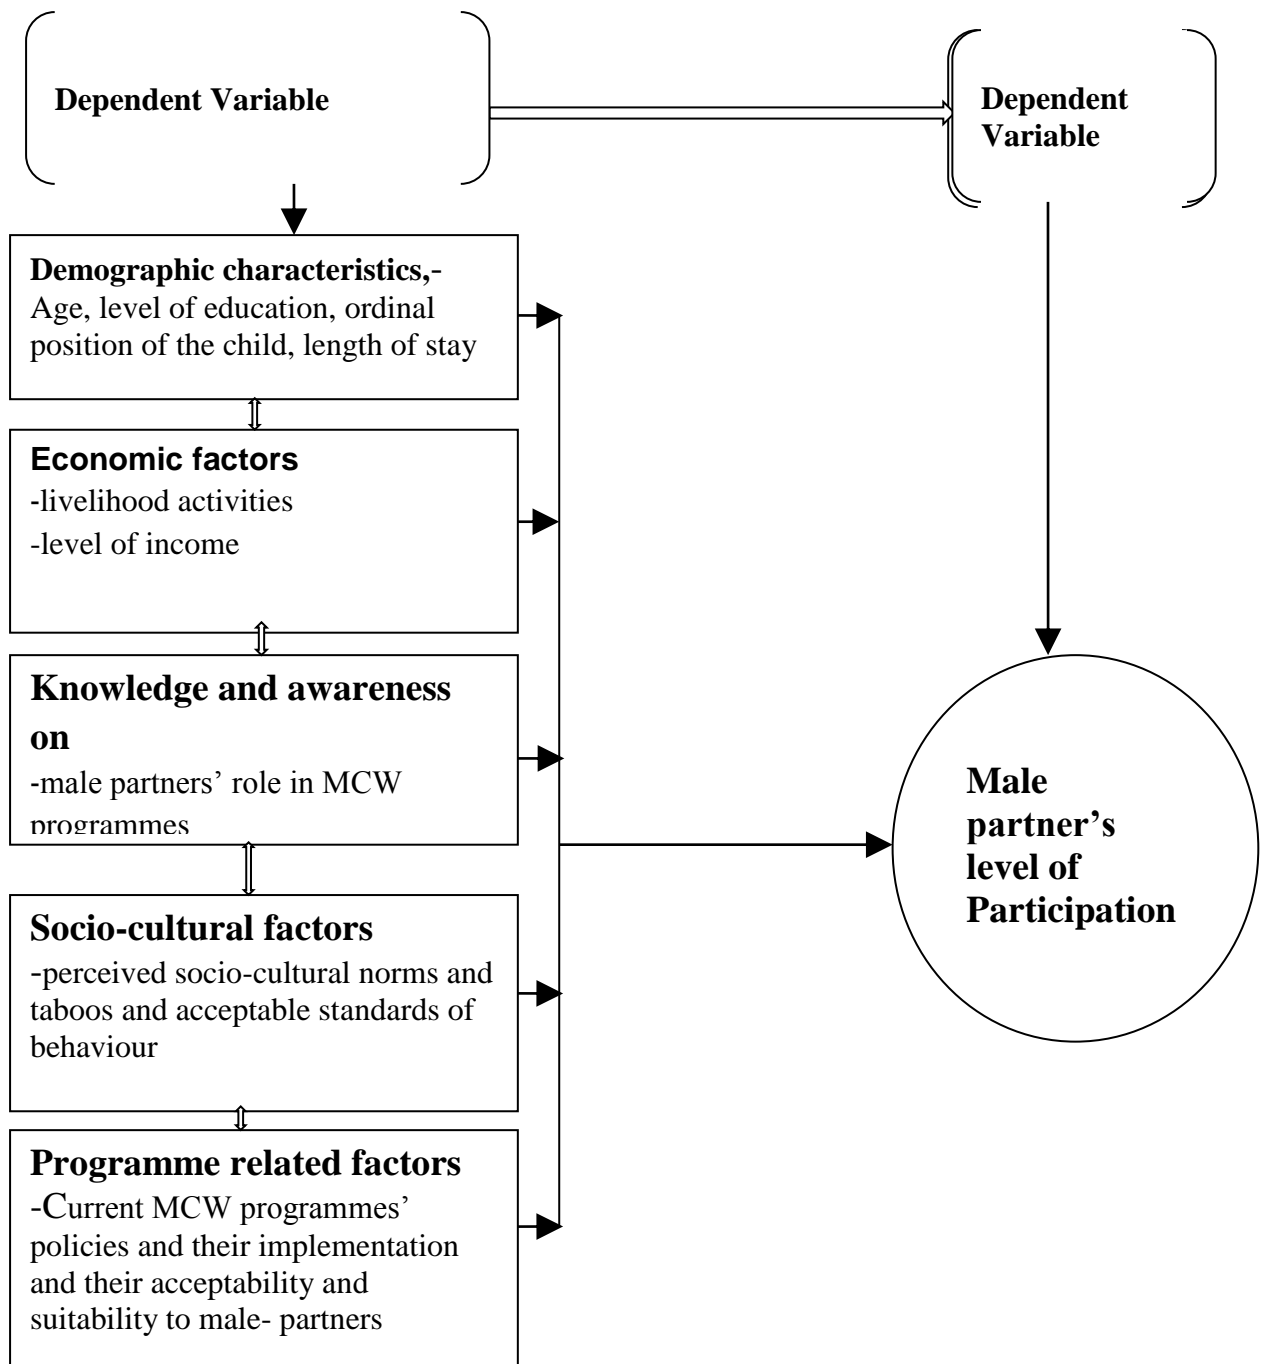 Dependent Variable
Dependent
Variable
Demographic characteristics,-
Age, level of education, ordinal
position of the child, length of stay
Economic factors
-livelihood activities
-level of income
Knowledge and awareness
on
-male partners’ role in MCW
programmes
Socio-cultural factors
-perceived socio-cultural norms and
taboos and acceptable standards of
behaviour
Programme related factors
-Current MCW programmes’
policies and their implementation
and their acceptability and
suitability to male- partners
Male
partner’s
level of
Participation